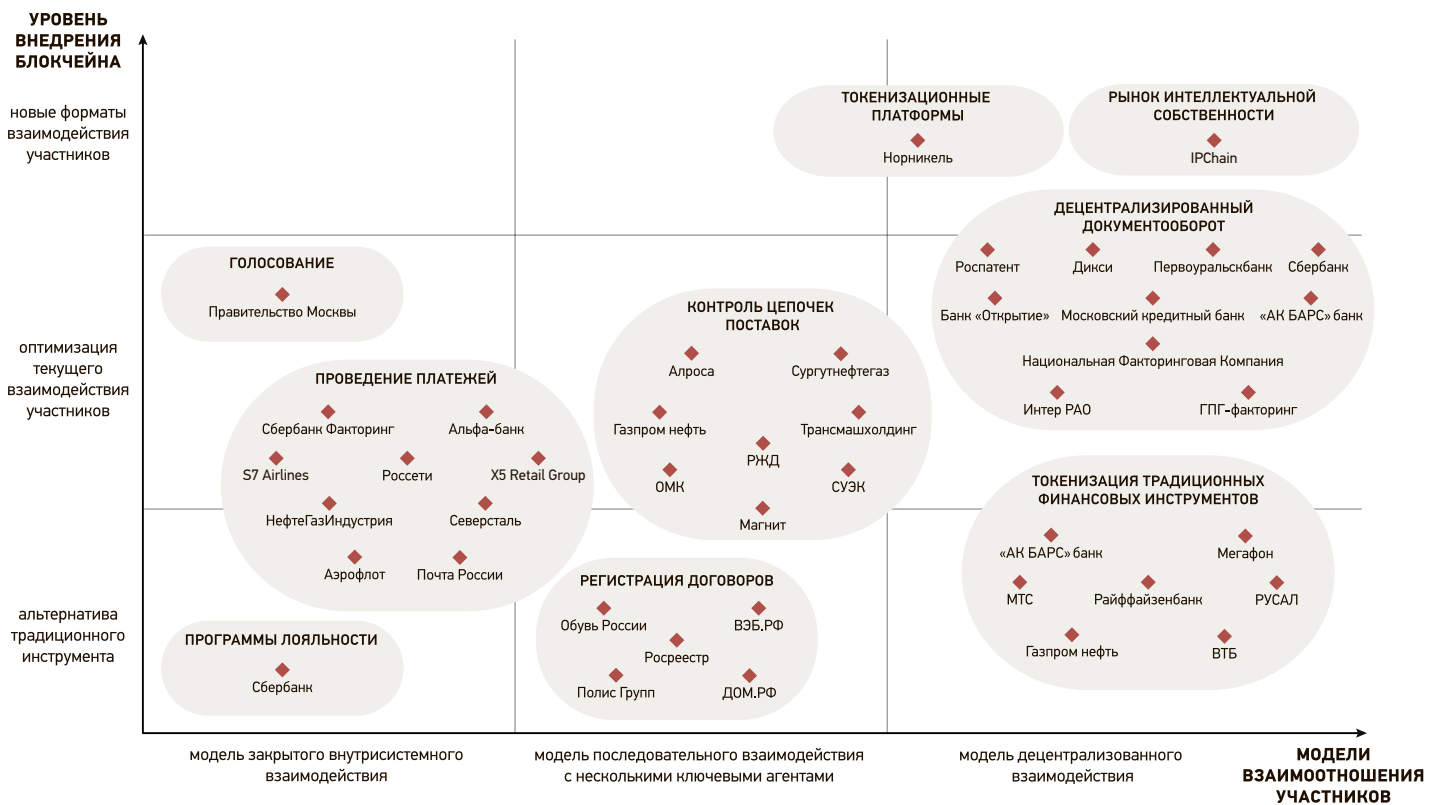 УРОВЕНЬ
ВНЕДРЕНИЯ
БЛОКЧЕЙНА
новые форматы
взаимодействия
участников
ТОКЕНИЗАЦИОННЫЕ
ПЛАТФОРМЫ
Норникель
РЫНОК ИНТЕЛЛЕКТУАЛЬНОЙ
СОБСТВЕННОСТИ
IPChain
ДЕЦЕНТРАЛИЗИРОВАННЫЙ
ДОКУМЕНТООБОРОТ
Роспатент
Дикси
Первоуральскбанк
Сбербанк
Банк «Открытие»
Московский кредитный банк
«АК БАРС» банк
Национальная Факторинговая Компания
Интер РАО
ГПГ-факторинг
оптимизация
текущего
взаимодействия
участников
ГОЛОСОВАНИЕ
Правительство Москвы
ПРОВЕДЕНИЕ ПЛАТЕЖЕЙ
Сбербанк Факторинг
Альфа-банк
S7 Airlines
Россети
X5 Retail Group
НефтеГазИндустрия
Северсталь
Аэрофлот
Почта России
КОНТРОЛЬ ЦЕПОЧЕК
ПОСТАВОК
Алроса
Сургутнефтегаз
Газпром нефть
Трансмашхолдинг
РЖД
ОМК
СУЭК
Магнит
альтернатива
традиционного
инструмента
ПРОГРАММЫ ЛОЯЛЬНОСТИ
Сбербанк
РЕГИСТРАЦИЯ ДОГОВОРОВ
Обувь России
ВЭБ.РФ
Росреестр
Полис Групп
ДОМ.РФ
ТОКЕНИЗАЦИЯ ТРАДИЦИОННЫХ
ФИНАНСОВЫХ ИНСТРУМЕНТОВ
«АК БАРС» банк
Мегафон
МТС
Райффайзенбанк
РУСАЛ
Газпром нефть
ВТБ
модель закрытого внутрисистемного
взаимодействия
модель последовательного взаимодействия
с несколькими ключевыми агентами
модель децентрализованного
взаимодействия
МОДЕЛИ
ВЗАИМООТНОШЕНИЯ
УЧАСТНИКОВ